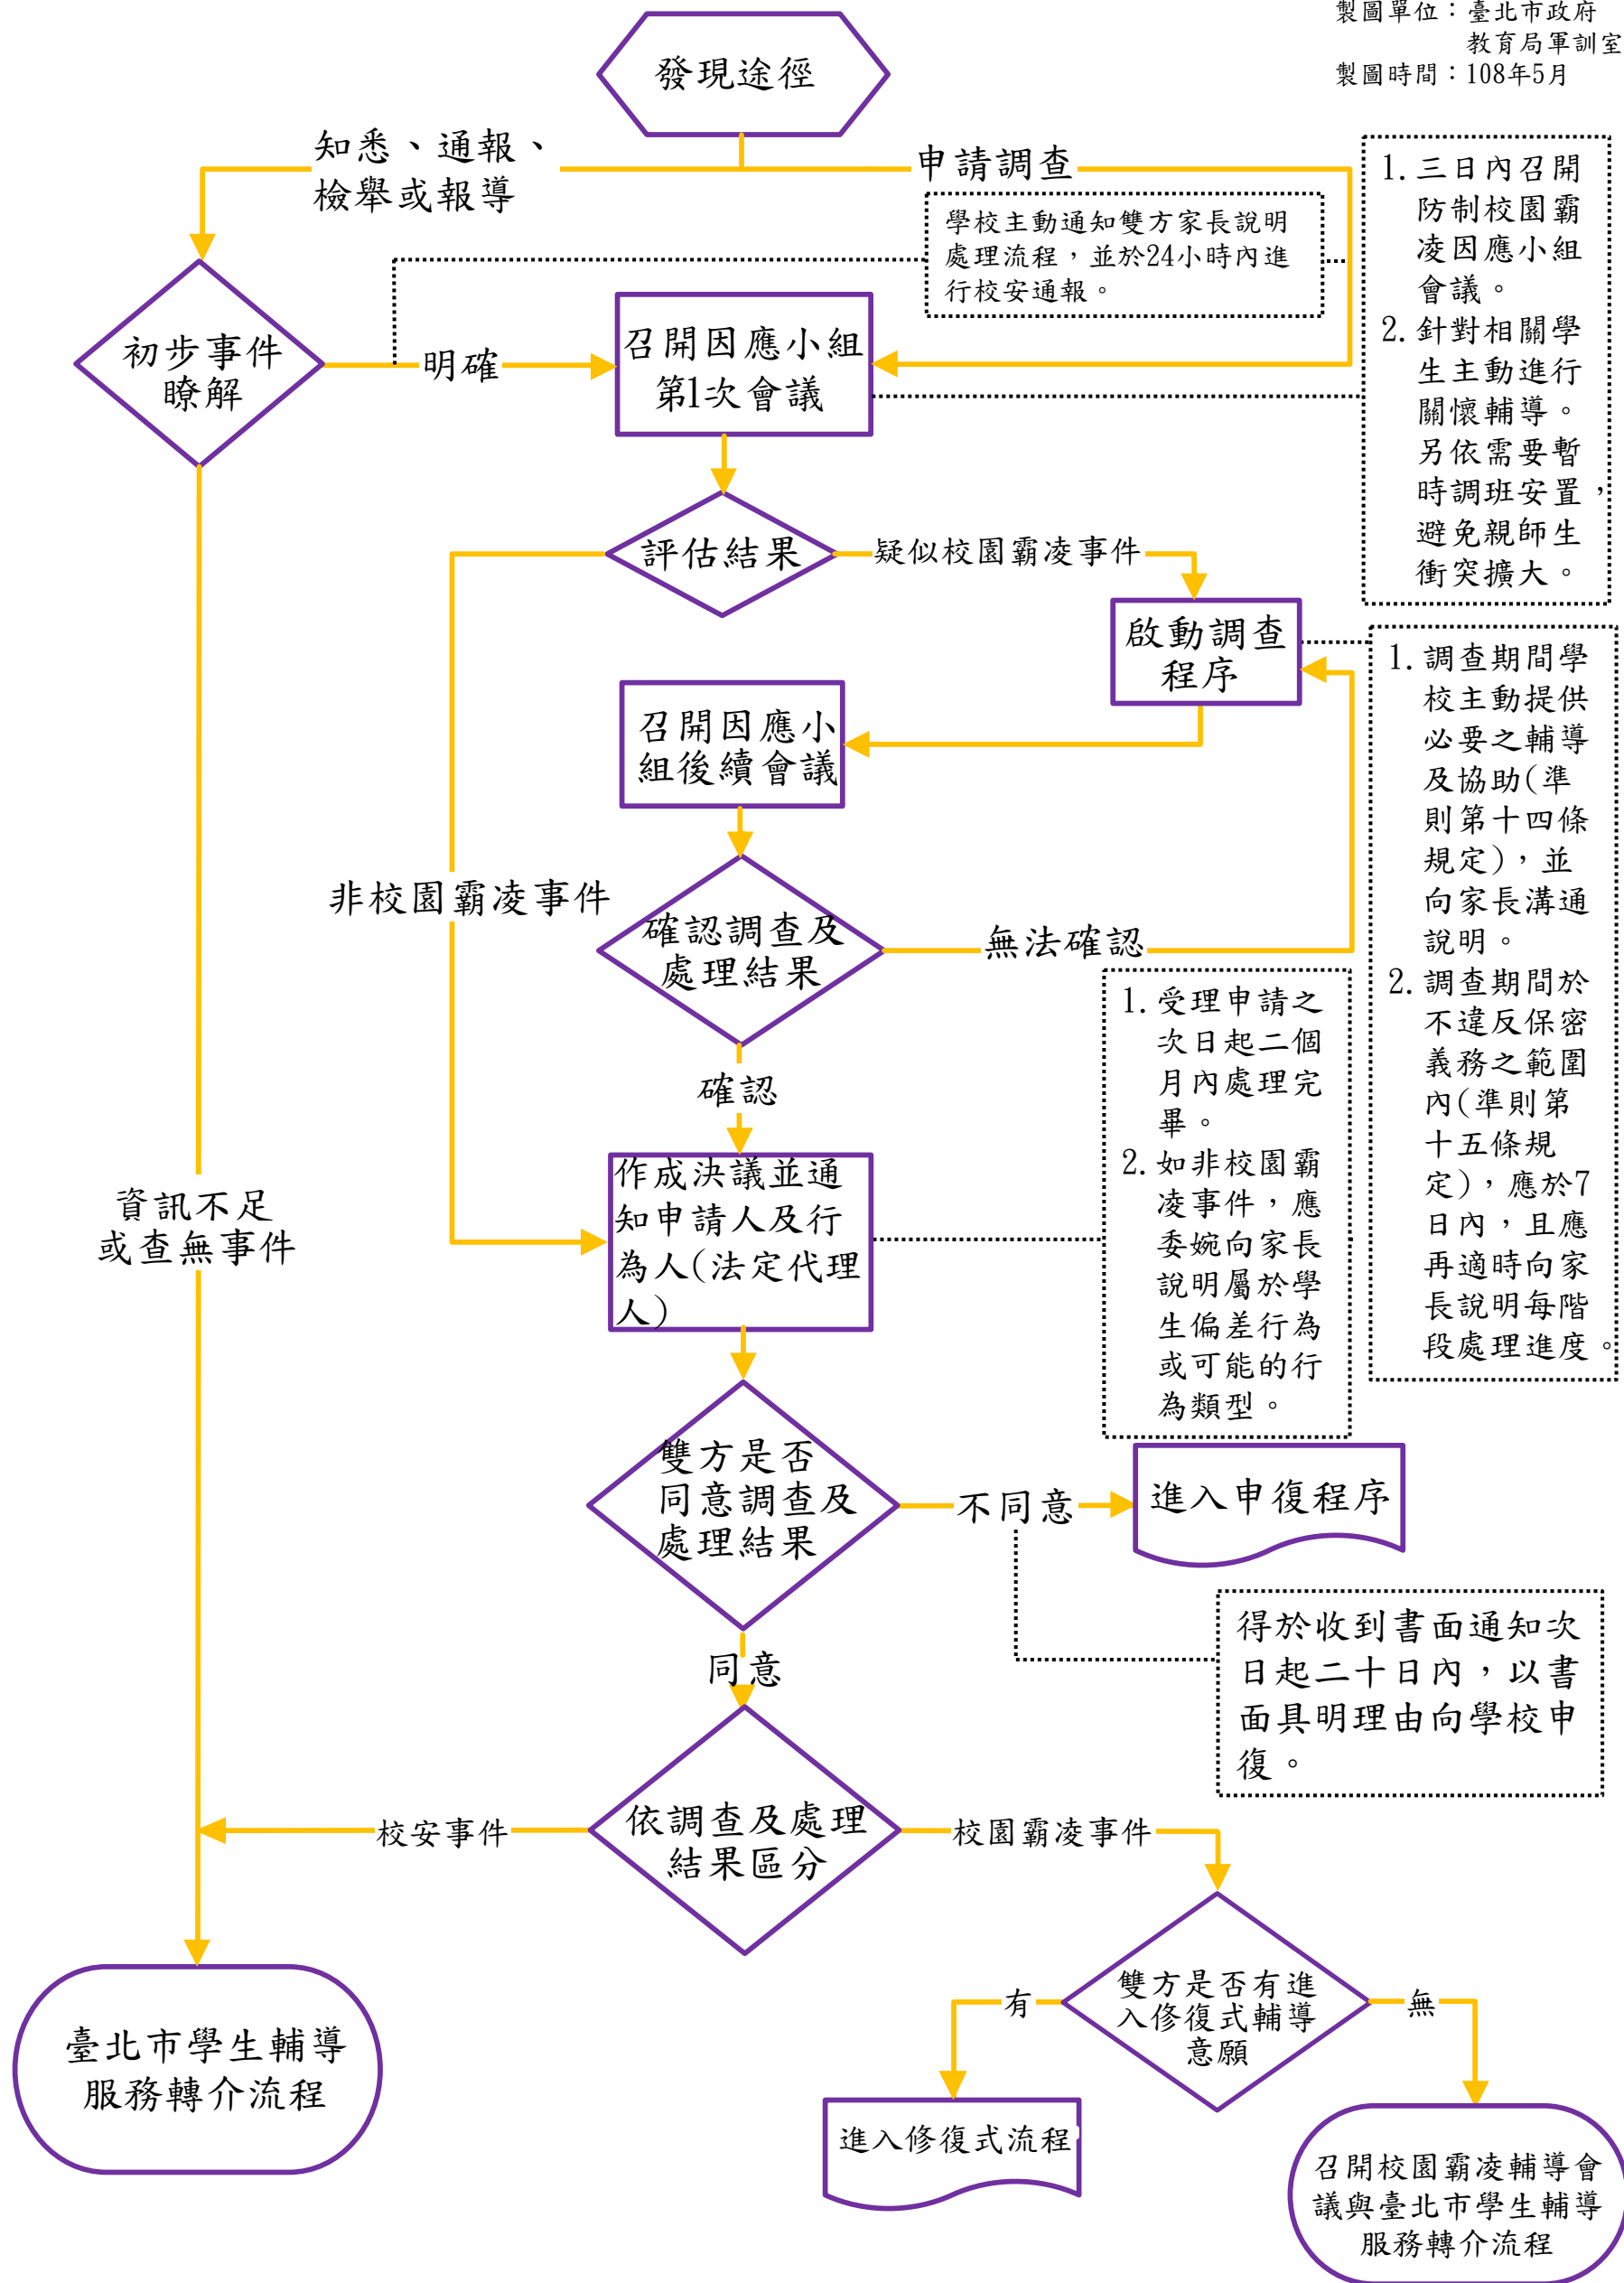 製圖單位：臺北市政府
教育局軍訓室
製圖時間：108年5月
發現途徑
知悉、通報、
檢舉或報導
申請調查
學校主動通知雙方家長說明
處理流程，並於24小時內進
行校安通報。
1. 三日內召開
防制校園霸
凌因應小組
會議。
2. 針對相關學
生主動進行
關懷輔導。
另依需要暫
時調班安置，
避免親師生
衝突擴大。
初步事件
瞭解
明確
召開因應小組
第1次會議
評估結果
疑似校園霸凌事件
啟動調查
程序
1. 調查期間學
校主動提供
必要之輔導
及協助(準
則第十四條
規定)，並
向家長溝通
說明。
2. 調查期間於
不違反保密
義務之範圍
內(準則第
十五條規
定)，應於7
日內，且應
再適時向家
長說明每階
段處理進度。
召開因應小
組後續會議
非校園霸凌事件
確認調查及
處理結果
無法確認
確認
1. 受理申請之
次日起二個
月內處理完
畢。
2. 如非校園霸
凌事件，應
委婉向家長
說明屬於學
生偏差行為
或可能的行
為類型。
資訊不足
或查無事件
作成決議並通
知申請人及行
為人(法定代理
人)
雙方是否
同意調查及
處理結果
不同意
進入申復程序
得於收到書面通知次
日起二十日內，以書
面具明理由向學校申
復。
同意
依調查及處理
結果區分
校安事件
校園霸凌事件
雙方是否有進
入修復式輔導
意願
有
無
臺北市學生輔導
服務轉介流程
進入修復式流程
召開校園霸凌輔導會
議與臺北市學生輔導
服務轉介流程